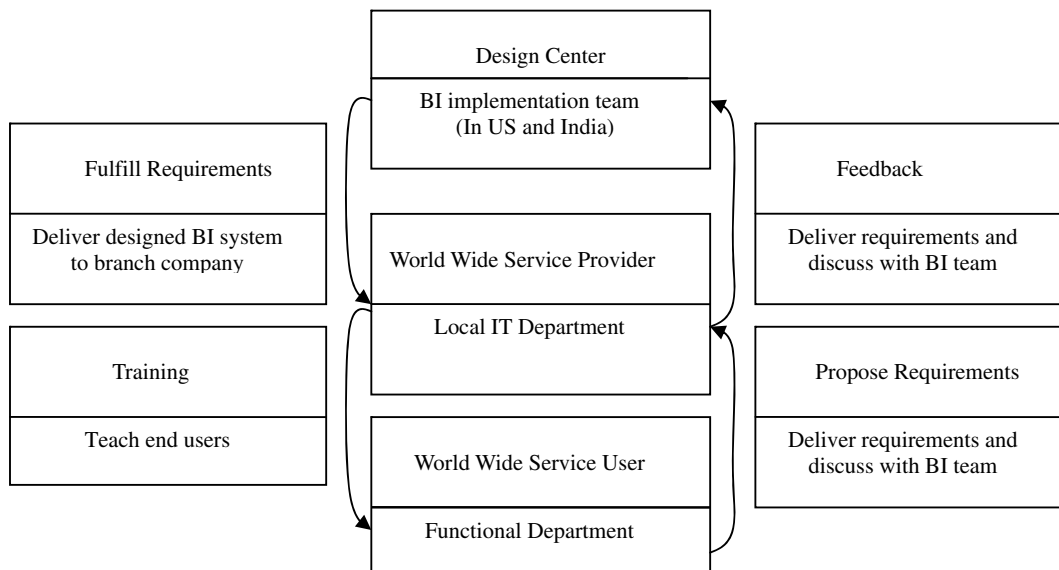 Design Center
BI implementation team
(In US and India)
Fulfill Requirements
Deliver designed BI system
to branch company
Feedback
Deliver requirements and
discuss with BI team
World Wide Service Provider
Local IT Department
Training
Teach end users
Propose Requirements
Deliver requirements and
discuss with BI team
World Wide Service User
Functional Department